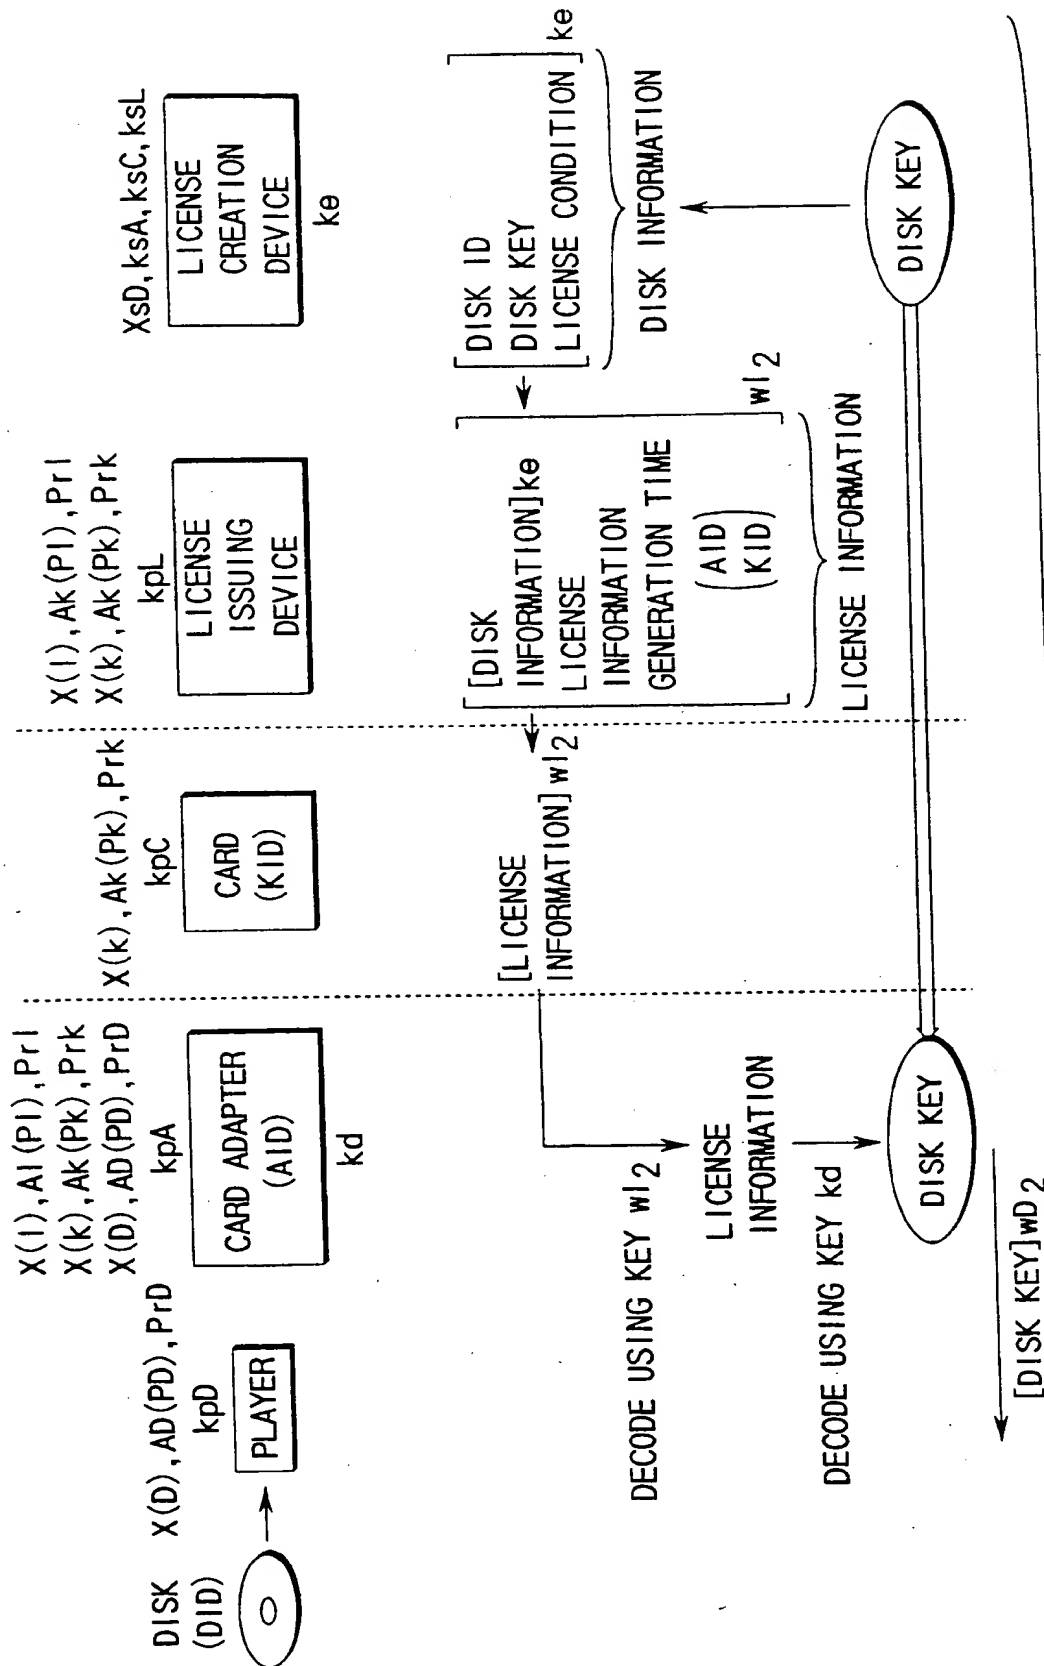 DISK
(DID)
X(D),AD(PD),PrD
kpD
PLAYER
X(I),AI(PI),PrI
X(k),Ak(Pk),Prk
X(D),AD(PD),PrD
kpA
CARD ADAPTER
(AID)
kd
X(k),Ak(Pk),Prk
kpC
CARD
(KID)
X(I),Ak(PI),PrI
X(k),Ak(Pk),Prk
kpL
LICENSE
ISSUING
DEVICE
XsD,ksA,ksC,ksL
LICENSE
CREATION
DEVICE
ke
DISK ID
DISK KEY
LICENSE CONDITION
ke
DISK INFORMATION
[DISK
INFORMATION]ke
LICENSE
INFORMATION
GENERATION TIME
(AID
KID)
wI2
LICENSE INFORMATION
[LICENSE
INFORMATION]wI2
DECODE USING KEY wI2
LICENSE
INFORMATION
DECODE USING KEY kd
DISK KEY
DISK KEY
[DISK KEY]wD2